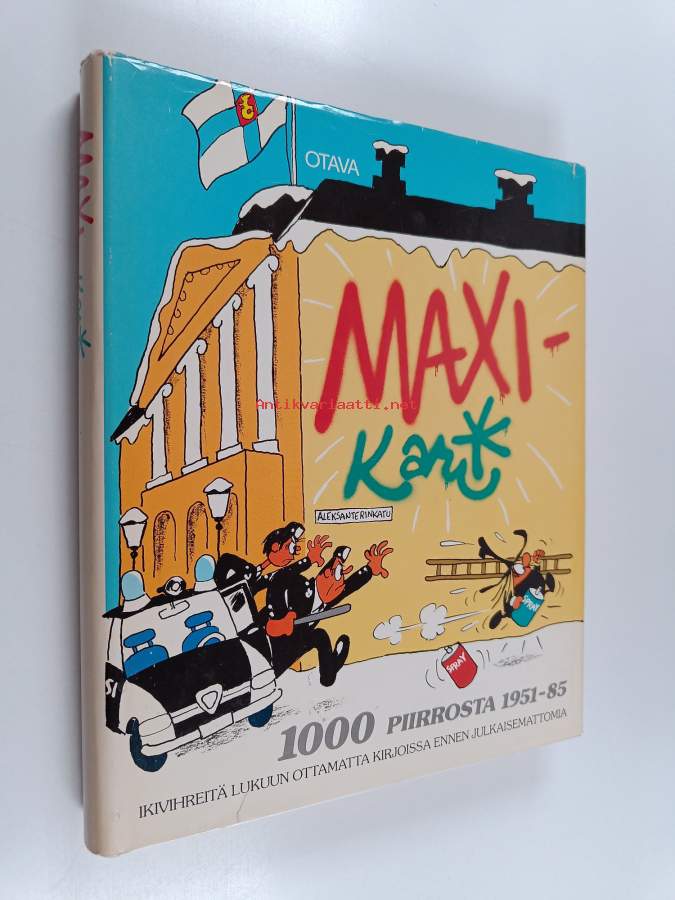 OTAVA
MAXI-
Kari
Antikvariaatti.net
ALEKSANTERINKATU
SPRAY
SPRAY
1000 PIIRROSTA 1951-85
IKIVIHREITÄ LUKUUN OTTAMATTA KIRJOISSA ENNEN JULKAISEMATTOMIA
MAXI-
Kari